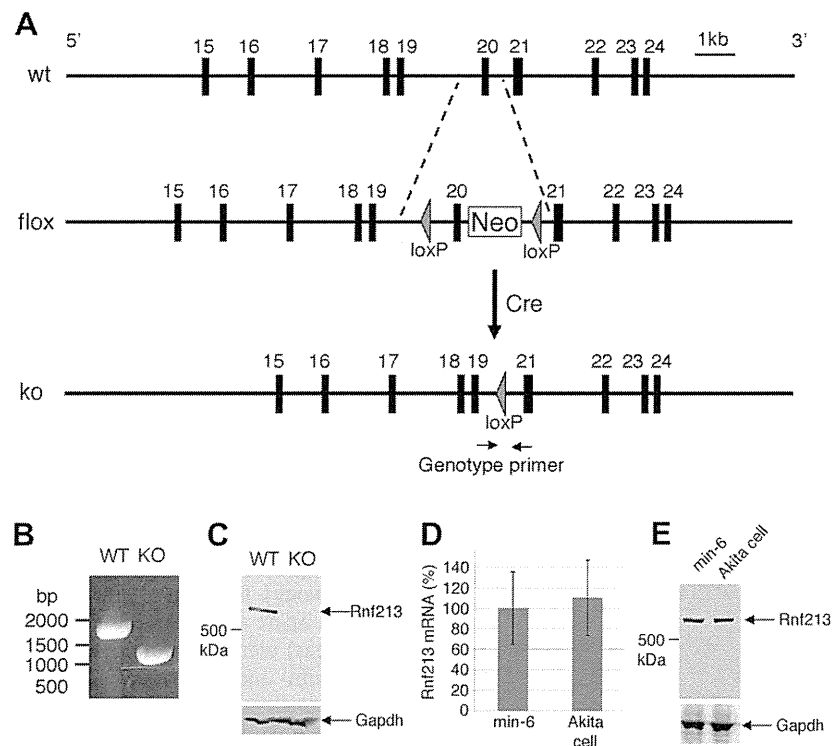 A
5’ 15 16 17 18 19 20 21 22 23 24 1kb 3’
wt
15 16 17 18 19 20 Neo 21 22 23 24
flox
loxP loxP
Cre
15 16 17 18 19 21 22 23 24
ko
loxP
Genotype primer
B
WT KO
bp
2000
1500
1000
500
C
WT KO
Rnf213
500
kDa
Gapdh
D
Rnf213 mRNA (%)
140
120
100
80
60
40
20
0
min-6
Akita
cell
E
min-6
Akita cell
Rnf213
500
kDa
Gapdh